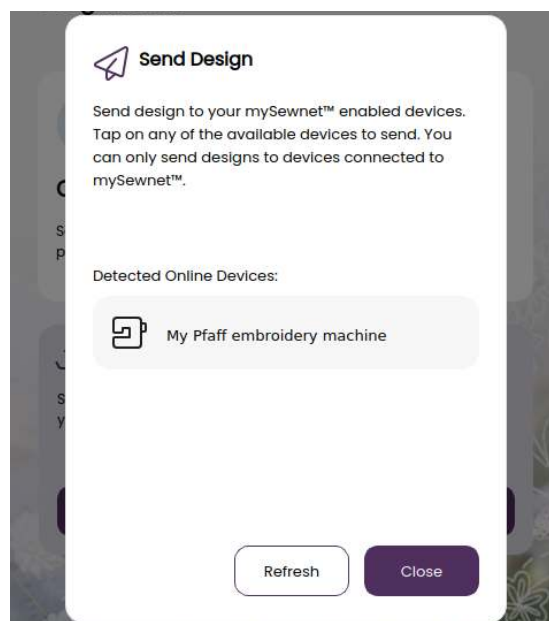 Send Design
Send design to your mySewnet™ enabled devices.
Tap on any of the available devices to send. You
can only send designs to devices connected to
mySewnet™.
Detected Online Devices:
My Pfaff embroidery machine
Refresh
Close